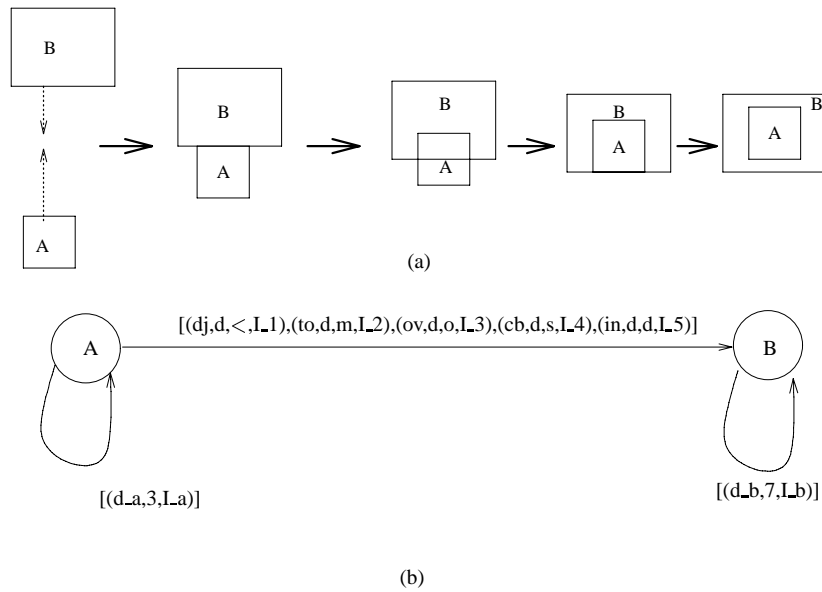 B
A
B
A
B
A
B
A
B
A
(a)
[(dj,d,<,I_1),(to,d,m,I_2),(ov,d,o,I_3),(cb,d,s,I_4),(in,d,d,I_5)]
A
B
[(d_a,3,I_a)]
[(d_b,7,I_b)]
(b)